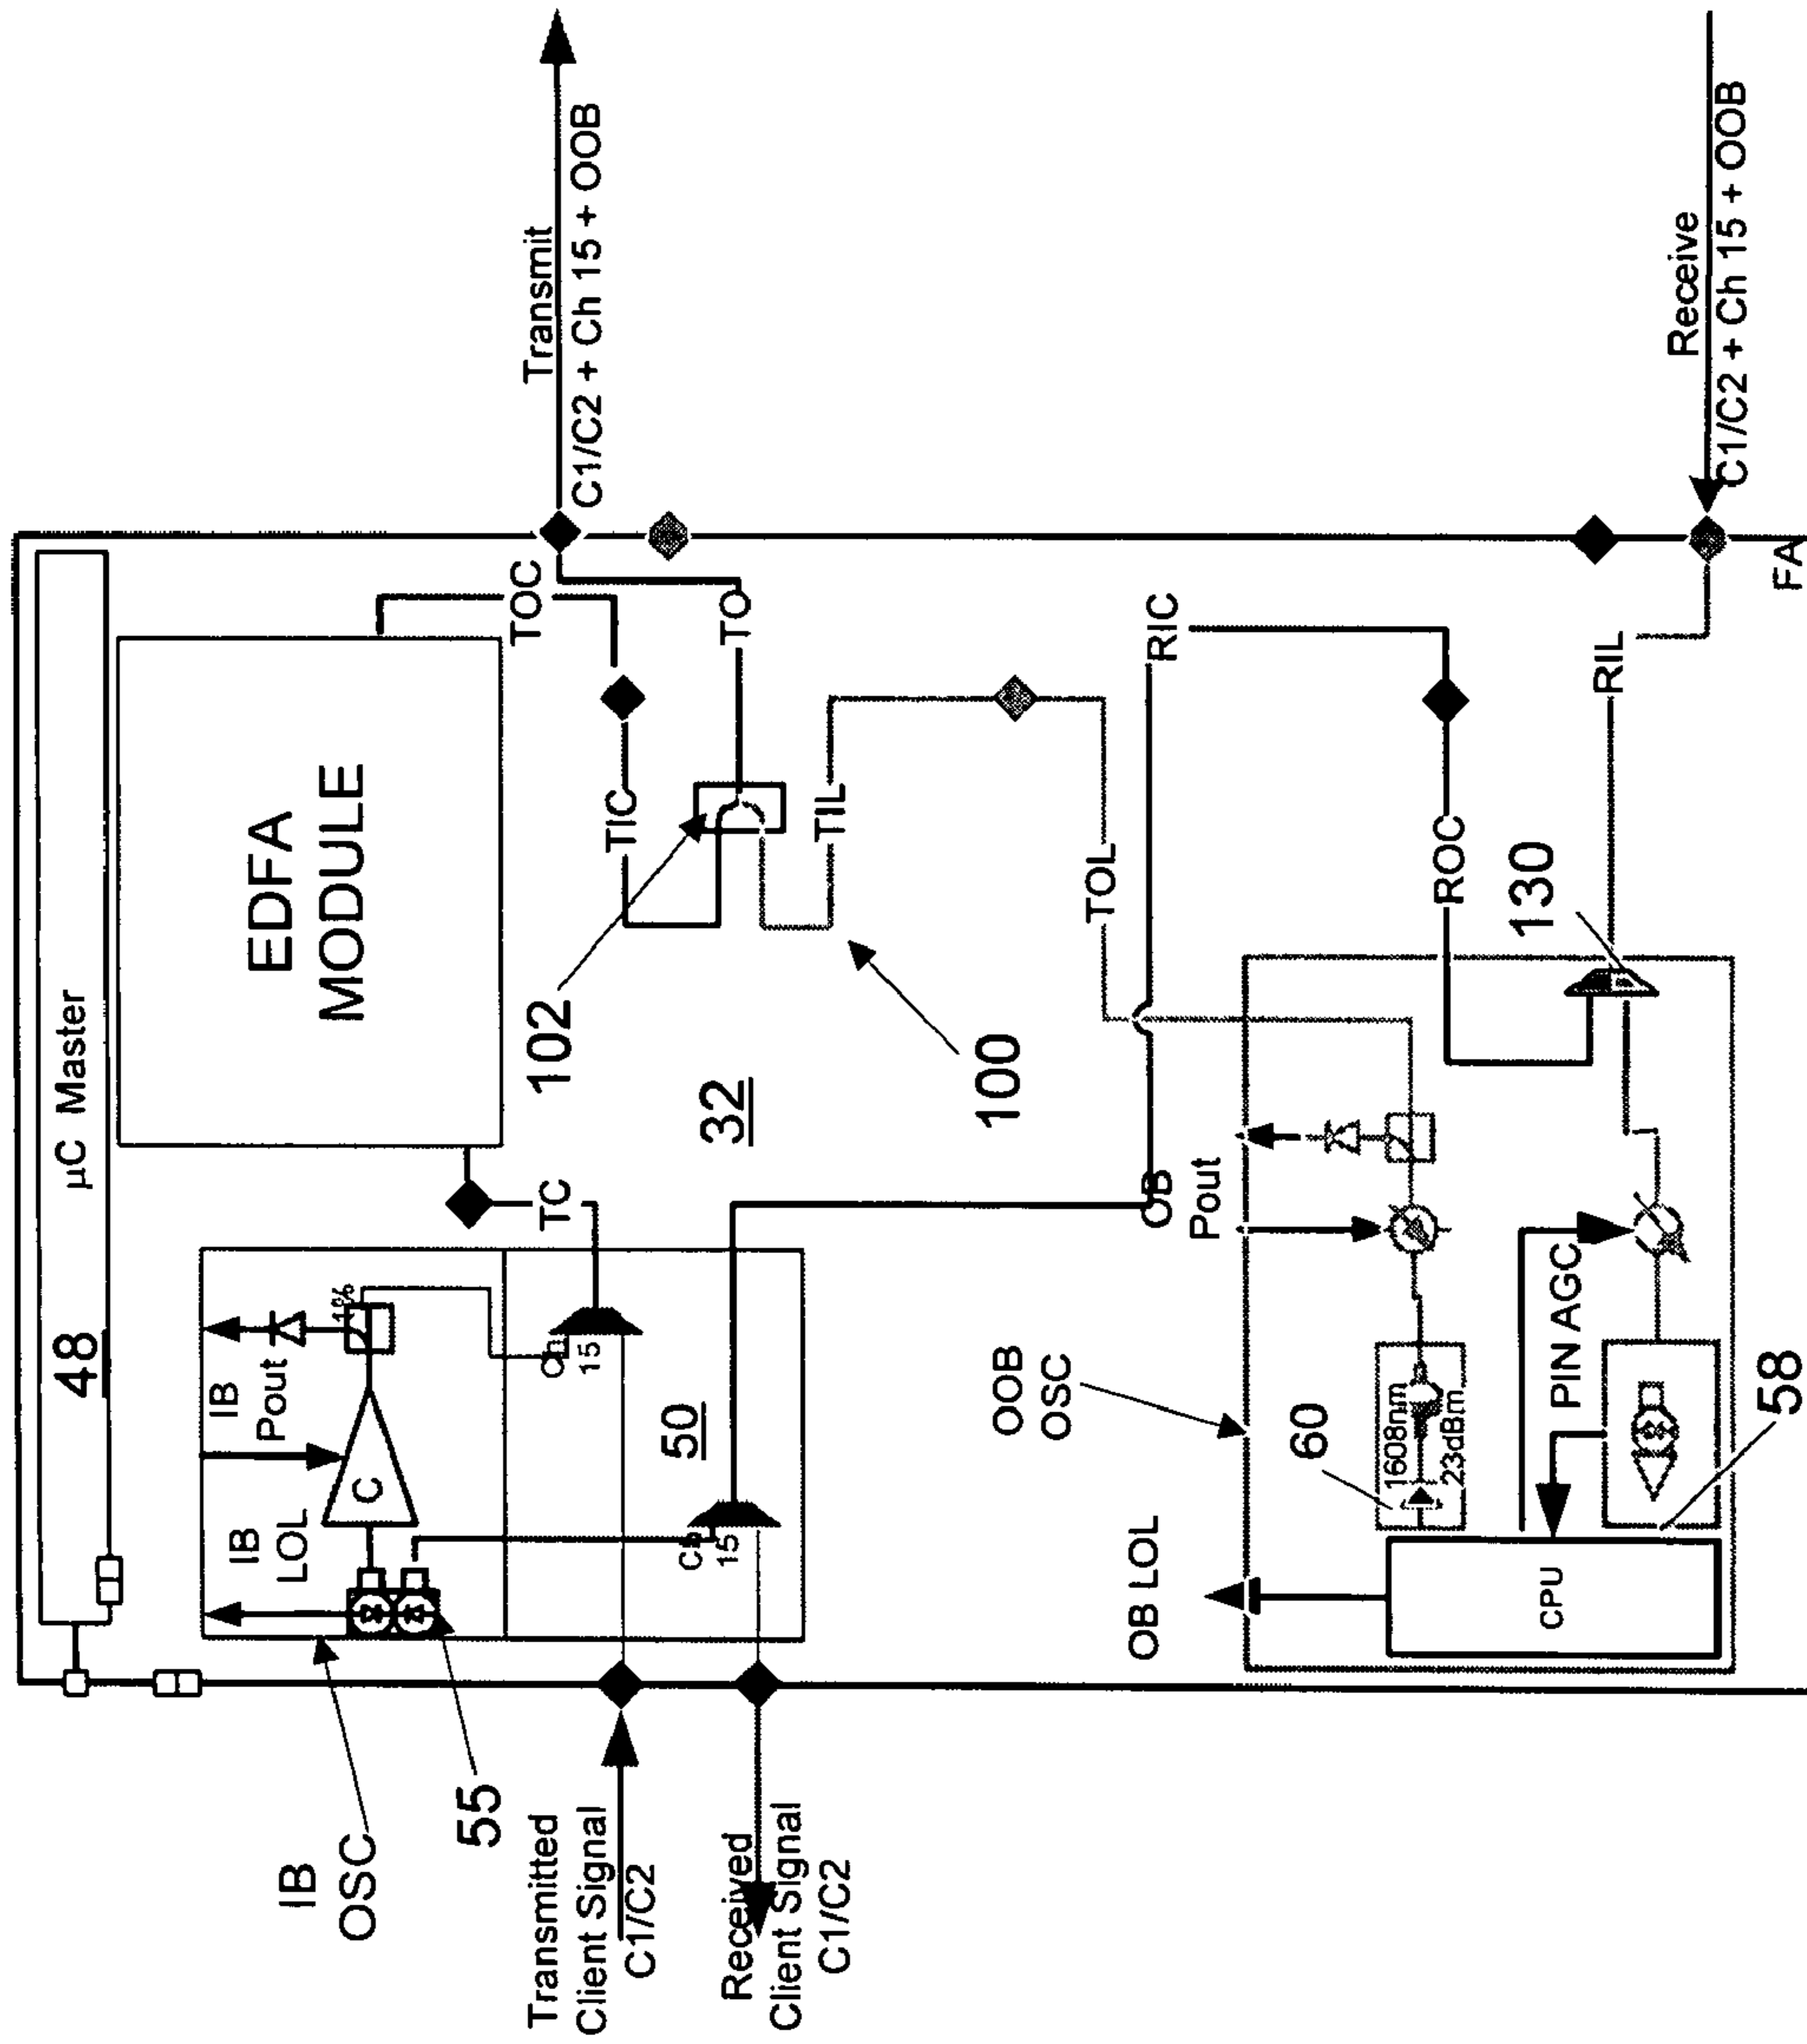 µC Master
48
EDFA
MODULE
IB
Pout
1%
IB
LOL
C
TC
TOC
Transmit
C1/C2 + Ch 15 + OOB
15
50
15
TIC
TO
102
32
TIL
100
IB
OSC
55
Transmitted
Client Signal
C1/C2
Received
Client Signal
C1/C2
RIC
TOL
OB
Pout
OOB
OSC
OB LOL
60
1608nm
23dBm
PIN AGC
CPU
58
ROC
130
RIL
Receive
C1/C2 + Ch 15 + OOB
FA